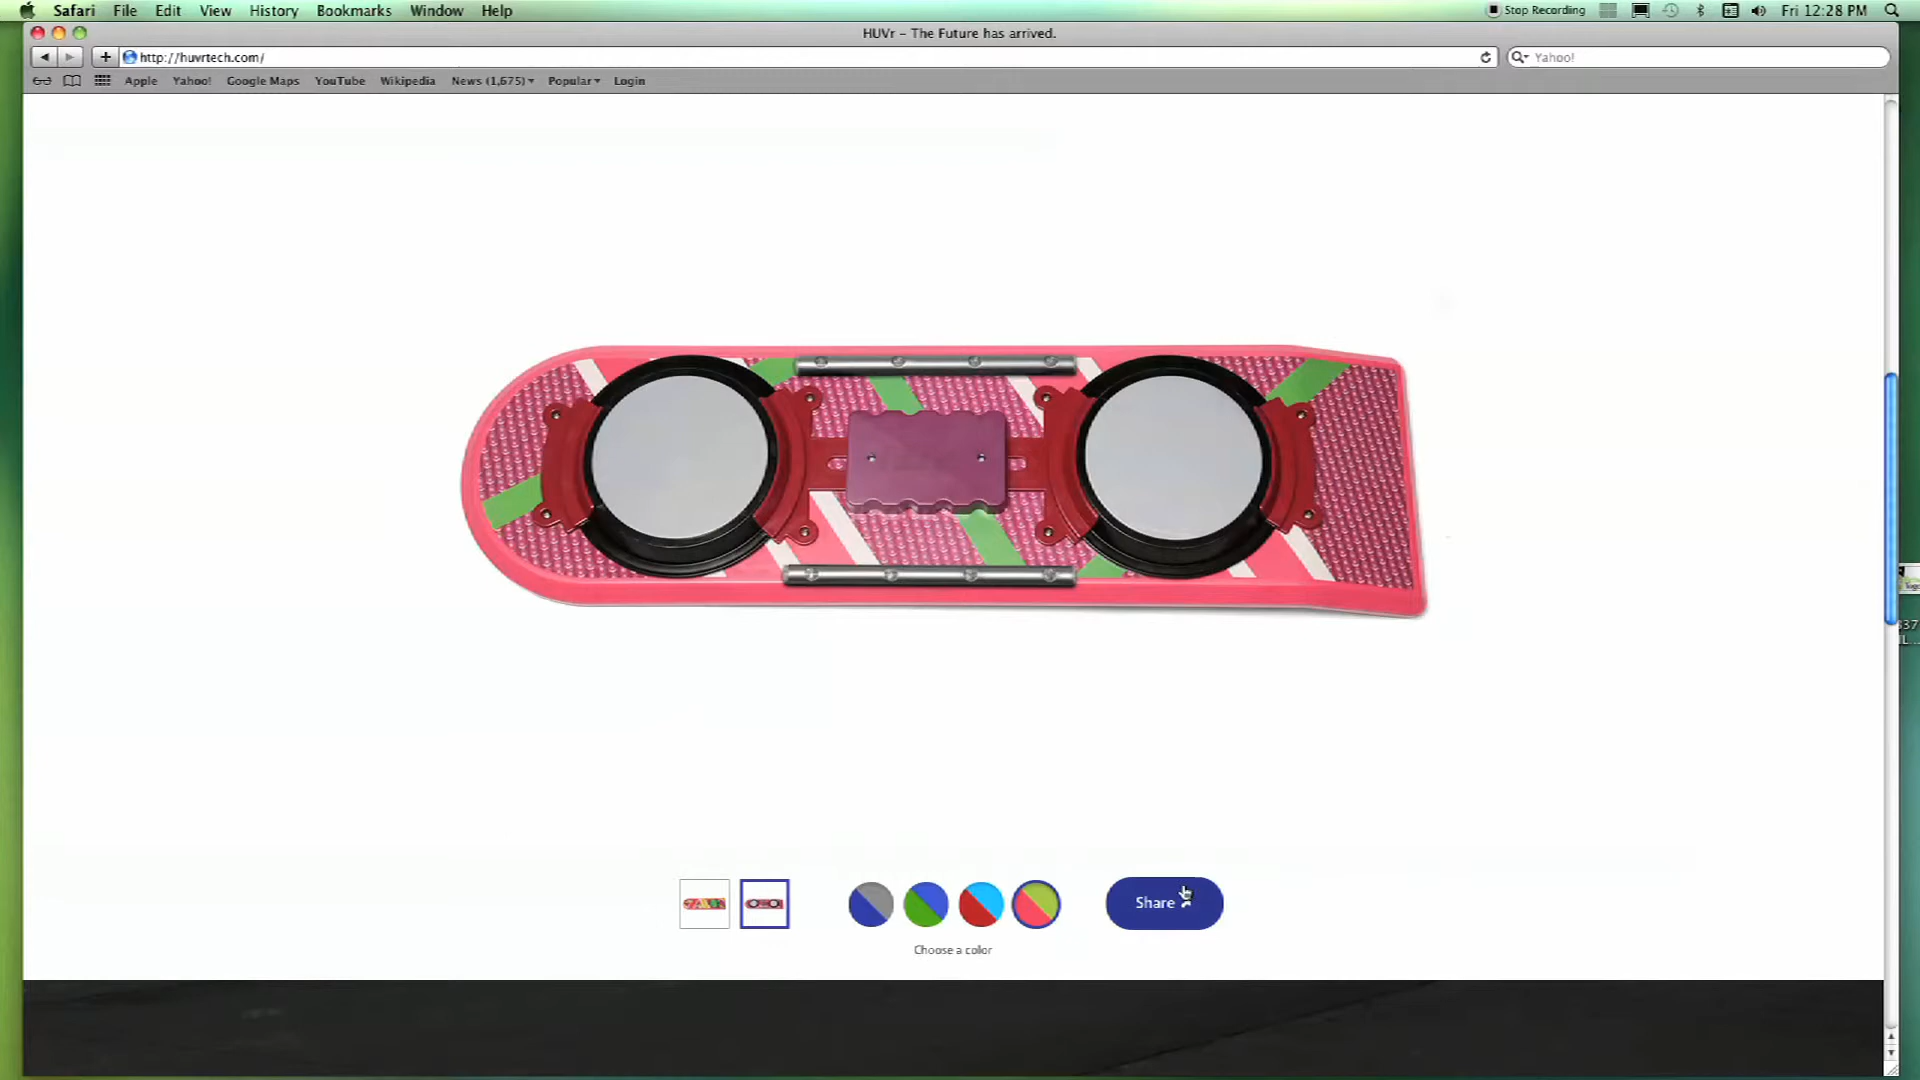 Safari File Edit View History Bookmarks Window Help Stop Recording Fri 12:28 PM
HUVr – The Future has arrived.
http://huvrtech.com/ Yahoo!
Apple Yahoo! Google Maps YouTube Wikipedia News (1,675) Popular Login
Share
Choose a color